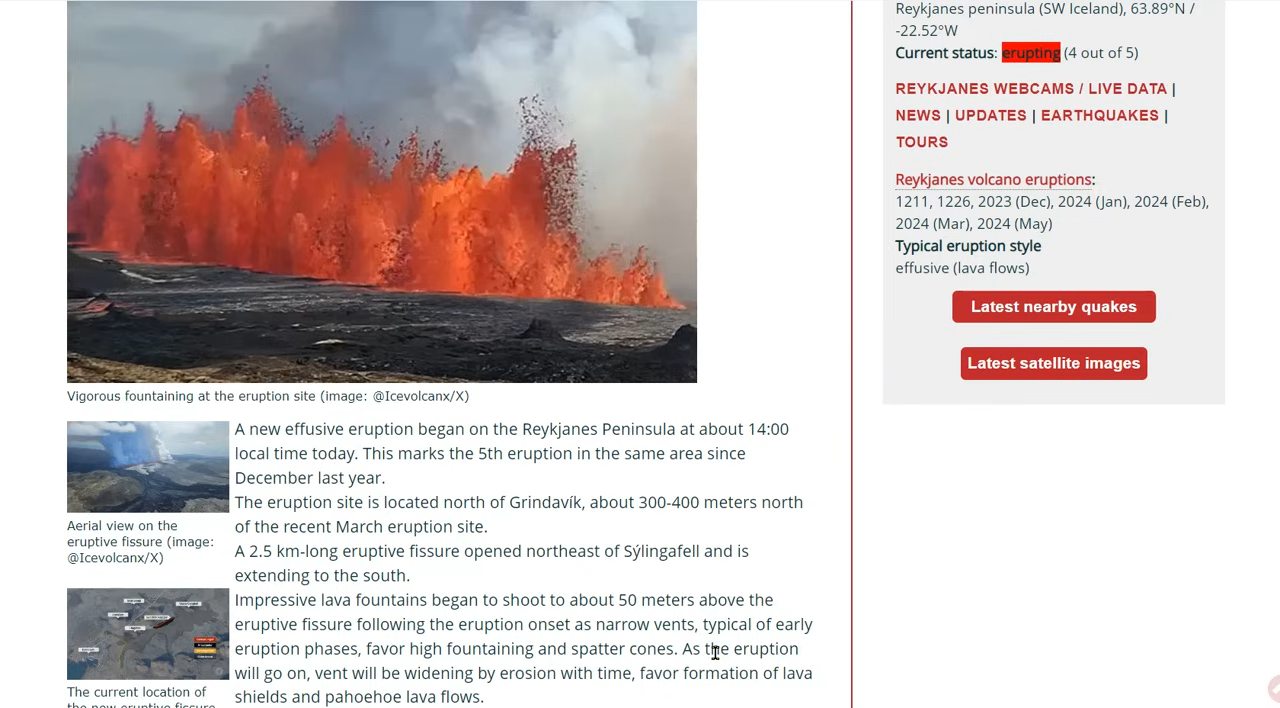 Vigorous fountaining at the eruption site (image: @Icevolcanx/X)
A new effusive eruption began on the Reykjanes Peninsula at about 14:00
local time today. This marks the 5th eruption in the same area since
December last year.
The eruption site is located north of Grindavík, about 300-400 meters north
of the recent March eruption site.
A 2.5 km-long eruptive fissure opened northeast of Sýlingafell and is
extending to the south.
Impressive lava fountains began to shoot to about 50 meters above the
eruptive fissure following the eruption onset as narrow vents, typical of early
eruption phases, favor high fountaining and spatter cones. As the eruption
will go on, vent will be widening by erosion with time, favor formation of lava
shields and pahoehoe lava flows.
Aerial view on the
eruptive fissure (image:
@Icevolcanx/X)
The current location of
the new eruptive fissure
Reykjanes peninsula (SW Iceland), 63.89°N /
-22.52°W
Current status: erupting (4 out of 5)
REYKJANES WEBCAMS / LIVE DATA |
NEWS | UPDATES | EARTHQUAKES |
TOURS
Reykjanes volcano eruptions:
1211, 1226, 2023 (Dec), 2024 (Jan), 2024 (Feb),
2024 (Mar), 2024 (May)
Typical eruption style
effusive (lava flows)
Latest nearby quakes
Latest satellite images